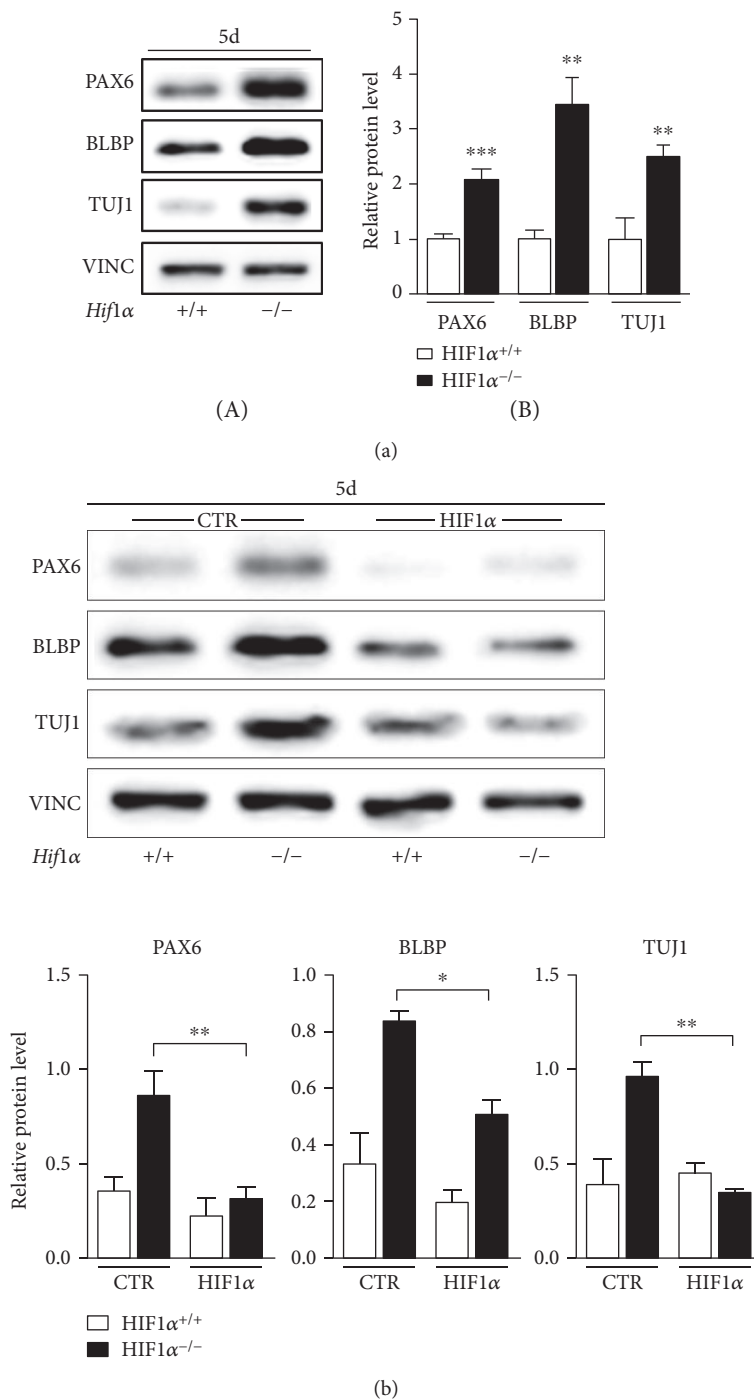 5d
PAX6
BLBP
TUJ1
VINC
Hif1α +/+ −/−
(A)
Relative protein level
5
4
3
2
1
0
*** ** **
PAX6 BLBP TUJ1
HIF1α+/+
HIF1α−/−
(B)
(a)
5d
CTR HIF1α
PAX6
BLBP
TUJ1
VINC
Hif1α +/+ −/− +/+ −/−
PAX6
Relative protein level
1.5
1.0
0.5
0.0
**
CTR HIF1α
BLBP
1.0
0.8
0.6
0.4
0.2
0.0
*
CTR HIF1α
TUJ1
1.5
1.0
0.5
0.0
**
CTR HIF1α
HIF1α+/+
HIF1α−/−
(b)